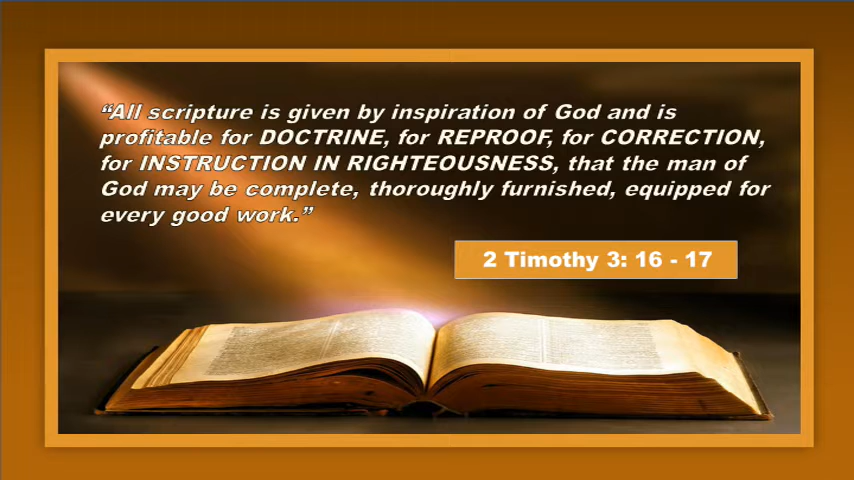 “All scripture is given by inspiration of God and is
profitable for DOCTRINE, for REPROOF, for CORRECTION,
for INSTRUCTION IN RIGHTEOUSNESS, that the man of
God may be complete, thoroughly furnished, equipped for
every good work.”
2 Timothy 3: 16 - 17